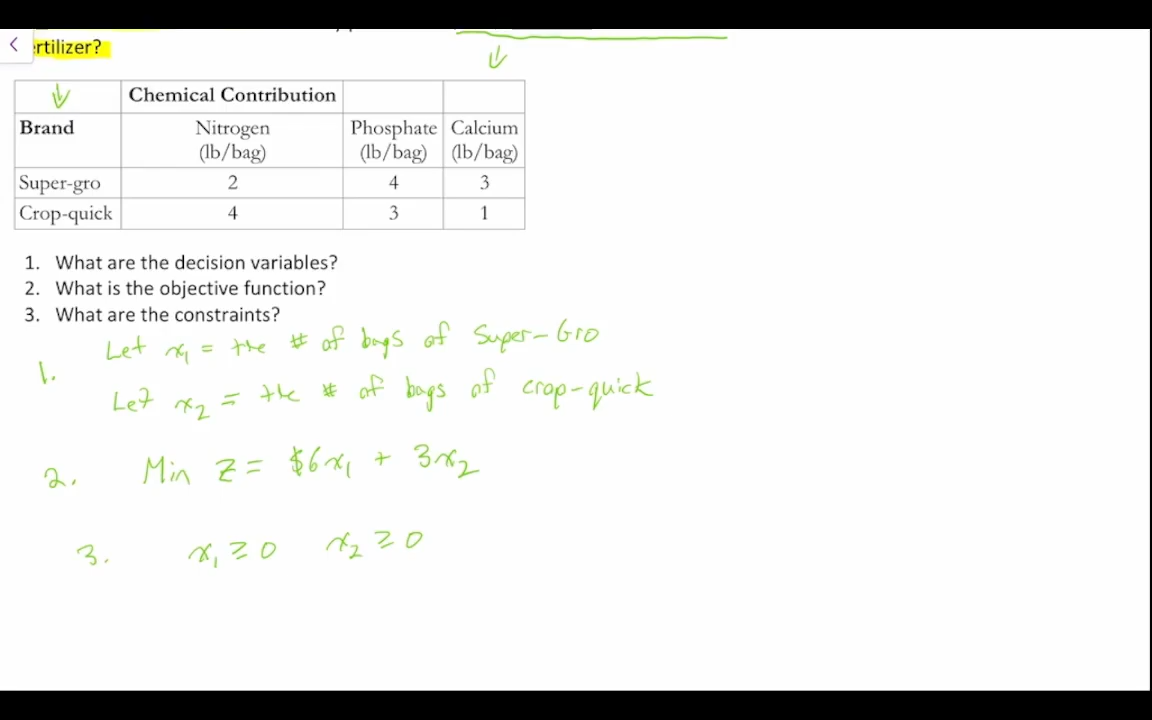 ertilizer?
Chemical Contribution
Brand Nitrogen (lb/bag) Phosphate (lb/bag) Calcium (lb/bag)
Super-gro 2 4 3
Crop-quick 4 3 1
1. What are the decision variables?
2. What is the objective function?
3. What are the constraints?
1. Let x₁ = the # of bags of Super-Gro
Let x₂ = the # of bags of crop-quick
2. Min Z = $6x₁ + 3x₂
3. x₁ ≥ 0 x₂ ≥ 0